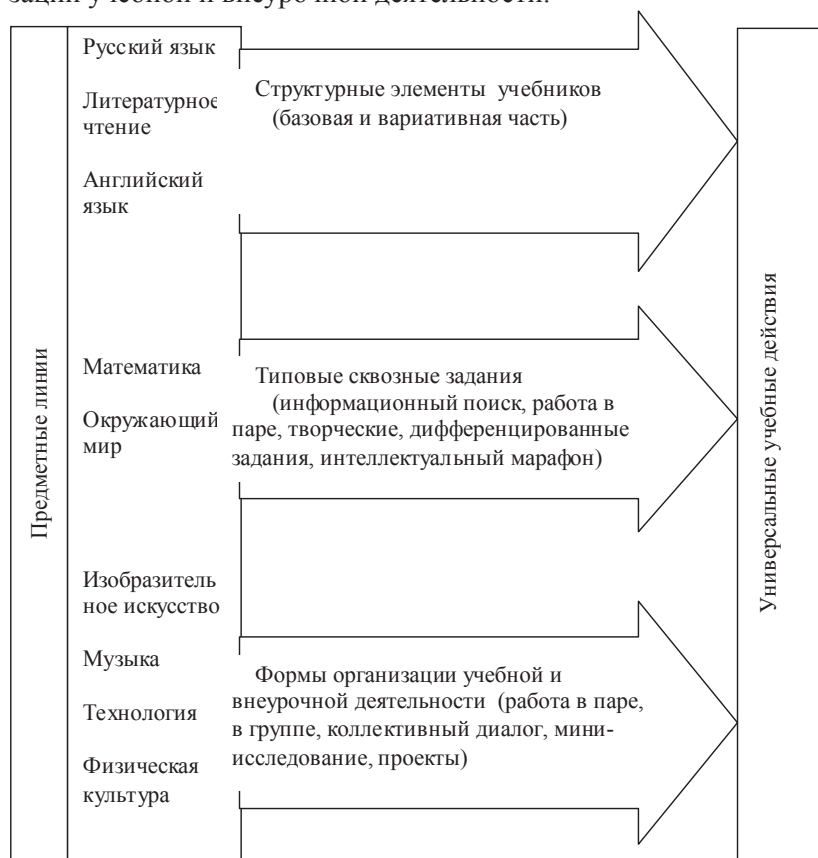 зации учебной и внеурочной деятельности.
Предметные линии
Русский язык
Литературное
чтение
Английский
язык
Математика
Окружающий
мир
Изобразитель
ное искусство
Музыка
Технология
Физическая
культура
Структурные элементы учебников
(базовая и вариативная часть)
Типовые сквозные задания
(информационный поиск, работа в
паре, творческие, дифференцированные
задания, интеллектуальный марафон)
Формы организации учебной и
внеурочной деятельности (работа в паре,
в группе, коллективный диалог, мини-
исследование, проекты)
Универсальные учебные действия